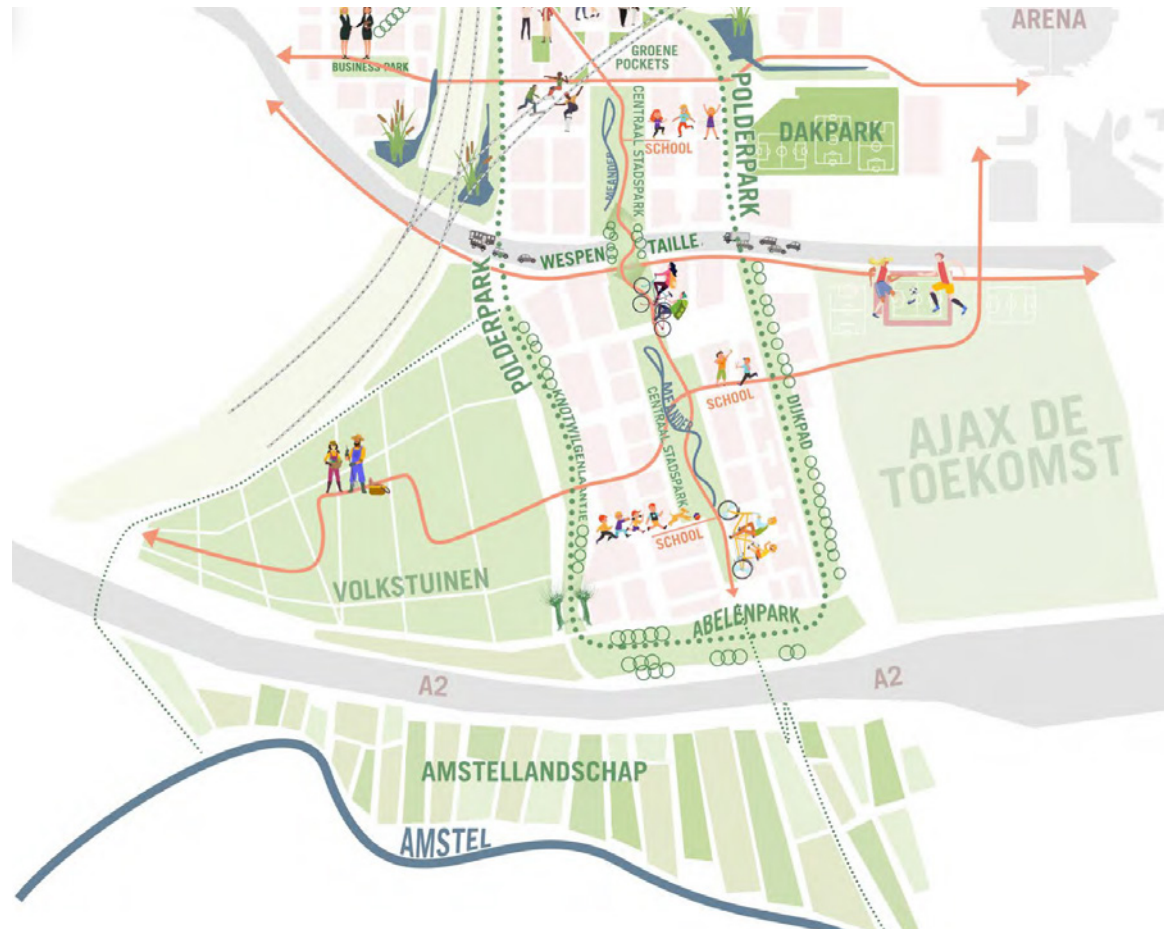 ARENA
BUSINESS PARK
GROENE
POCKETS
CENTRAAL STADSPARK
MEANDER
SCHOOL
POLDERPARK
DAKPARK
WESPEN
TAILLE
POLDERPARK
KNOTWILGENLAANTJE
MEANDER
CENTRAAL STADSPARK
SCHOOL
DIJKPAD
AJAX DE
TOEKOMST
SCHOOL
VOLKSTUINEN
ABELENPARK
A2
A2
AMSTELLANDSCHAP
AMSTEL